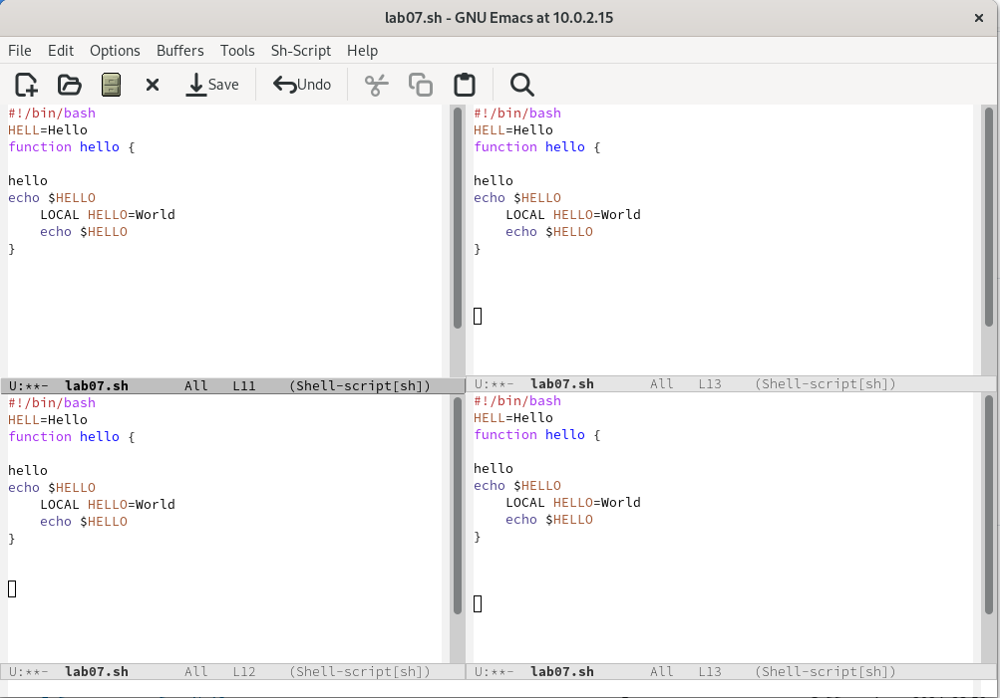 lab07.sh - GNU Emacs at 10.0.2.15
File Edit Options Buffers Tools Sh-Script Help
Save Undo
#!/bin/bash
HELL=Hello
function hello {
hello
echo $HELLO
LOCAL HELLO=World
echo $HELLO
}
U:**- lab07.sh All L11 (Shell-script[sh])
#!/bin/bash
HELL=Hello
function hello {
hello
echo $HELLO
LOCAL HELLO=World
echo $HELLO
}
U:**- lab07.sh All L13 (Shell-script[sh])
#!/bin/bash
HELL=Hello
function hello {
hello
echo $HELLO
LOCAL HELLO=World
echo $HELLO
}
U:**- lab07.sh All L12 (Shell-script[sh])
#!/bin/bash
HELL=Hello
function hello {
hello
echo $HELLO
LOCAL HELLO=World
echo $HELLO
}
U:**- lab07.sh All L13 (Shell-script[sh])